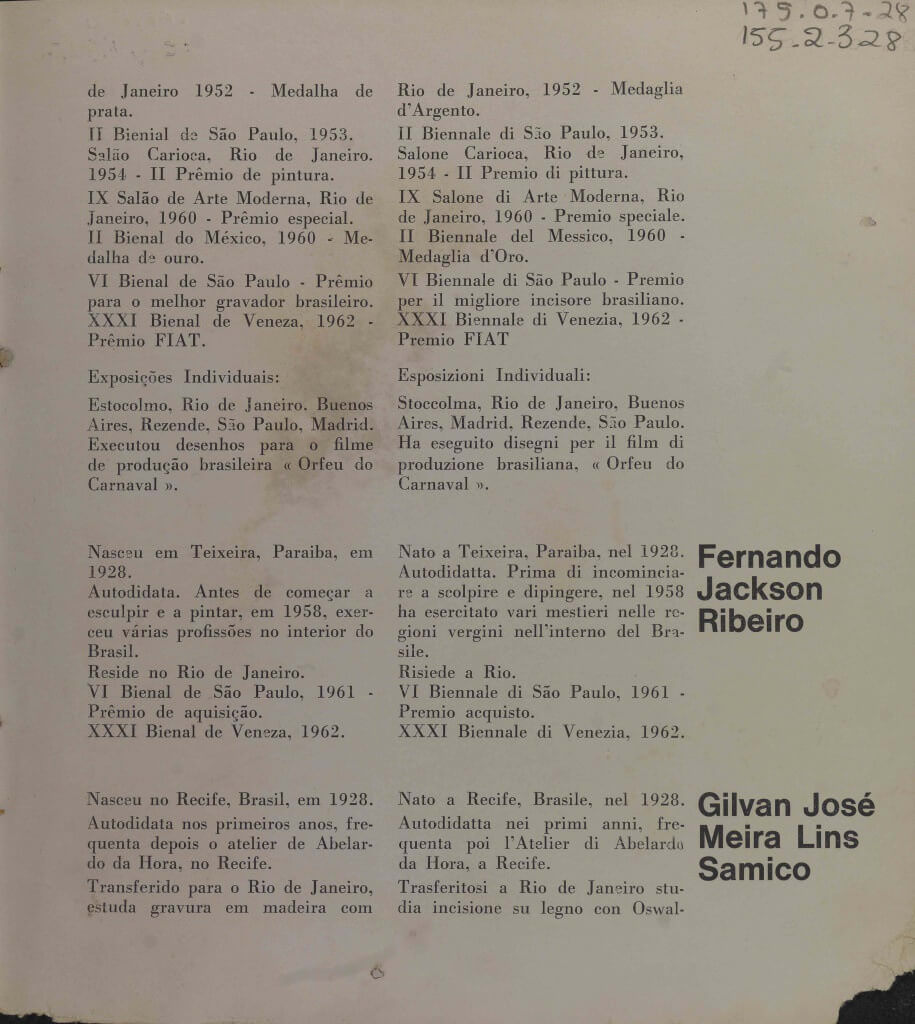 175.0.7-28
155-2-328
de Janeiro 1952 - Medalha de
prata.
II Bienial de São Paulo, 1953.
Salão Carioca, Rio de Janeiro.
1954 - II Prêmio de pintura.
IX Salão de Arte Moderna, Rio de
Janeiro, 1960 - Prêmio especial.
II Bienal do México, 1960 - Me-
dalha de ouro.
VI Bienal de São Paulo - Prêmio
para o melhor gravador brasileiro.
XXXI Bienal de Veneza, 1962 -
Prêmio FIAT.
Exposições Individuais:
Estocolmo, Rio de Janeiro. Buenos
Aires, Rezende, São Paulo, Madrid.
Executou desenhos para o filme
de produção brasileira « Orfeu do
Carnaval ».
Rio de Janeiro, 1952 - Medaglia
d'Argento.
II Biennale di São Paulo, 1953.
Salone Carioca, Rio de Janeiro,
1954 - II Premio di pittura.
IX Salone di Arte Moderna, Rio
de Janeiro, 1960 - Premio speciale.
II Biennale del Messico, 1960 -
Medaglia d'Oro.
VI Biennale di São Paulo - Premio
per il migliore incisore brasiliano.
XXXI Biennale di Venezia, 1962 -
Premio FIAT
Esposizioni Individuali:
Stoccolma, Rio de Janeiro, Buenos
Aires, Madrid, Rezende, São Paulo.
Ha eseguito disegni per il film di
produzione brasiliana, « Orfeu do
Carnaval ».
Fernando
Jackson
Ribeiro
Nasceu em Teixeira, Paraiba, em
1928.
Autodidata. Antes de começar a
esculpir e a pintar, em 1958, exer-
ceu várias profissões no interior do
Brasil.
Reside no Rio de Janeiro.
VI Bienal de São Paulo, 1961 -
Prêmio de aquisição.
XXXI Bienal de Veneza, 1962.
Nato a Teixeira, Paraiba, nel 1928.
Autodidatta. Prima di incomincia-
re a scolpire e dipingere, nel 1958
ha esercitato vari mestieri nelle re-
gioni vergini nell'interno del Bra-
sile.
Risiede a Rio.
VI Biennale di São Paulo, 1961 -
Premio acquisto.
XXXI Biennale di Venezia, 1962.
Gilvan José
Meira Lins
Samico
Nasceu no Recife, Brasil, em 1928.
Autodidata nos primeiros anos, fre-
quenta depois o atelier de Abelar-
do da Hora, no Recife.
Transferido para o Rio de Janeiro,
estuda gravura em madeira com
Nato a Recife, Brasile, nel 1928.
Autodidatta nei primi anni, fre-
quenta poi l'Atelier di Abelardo
da Hora, a Recife.
Trasferitosi a Rio de Janeiro stu-
dia incisione su legno con Oswal-